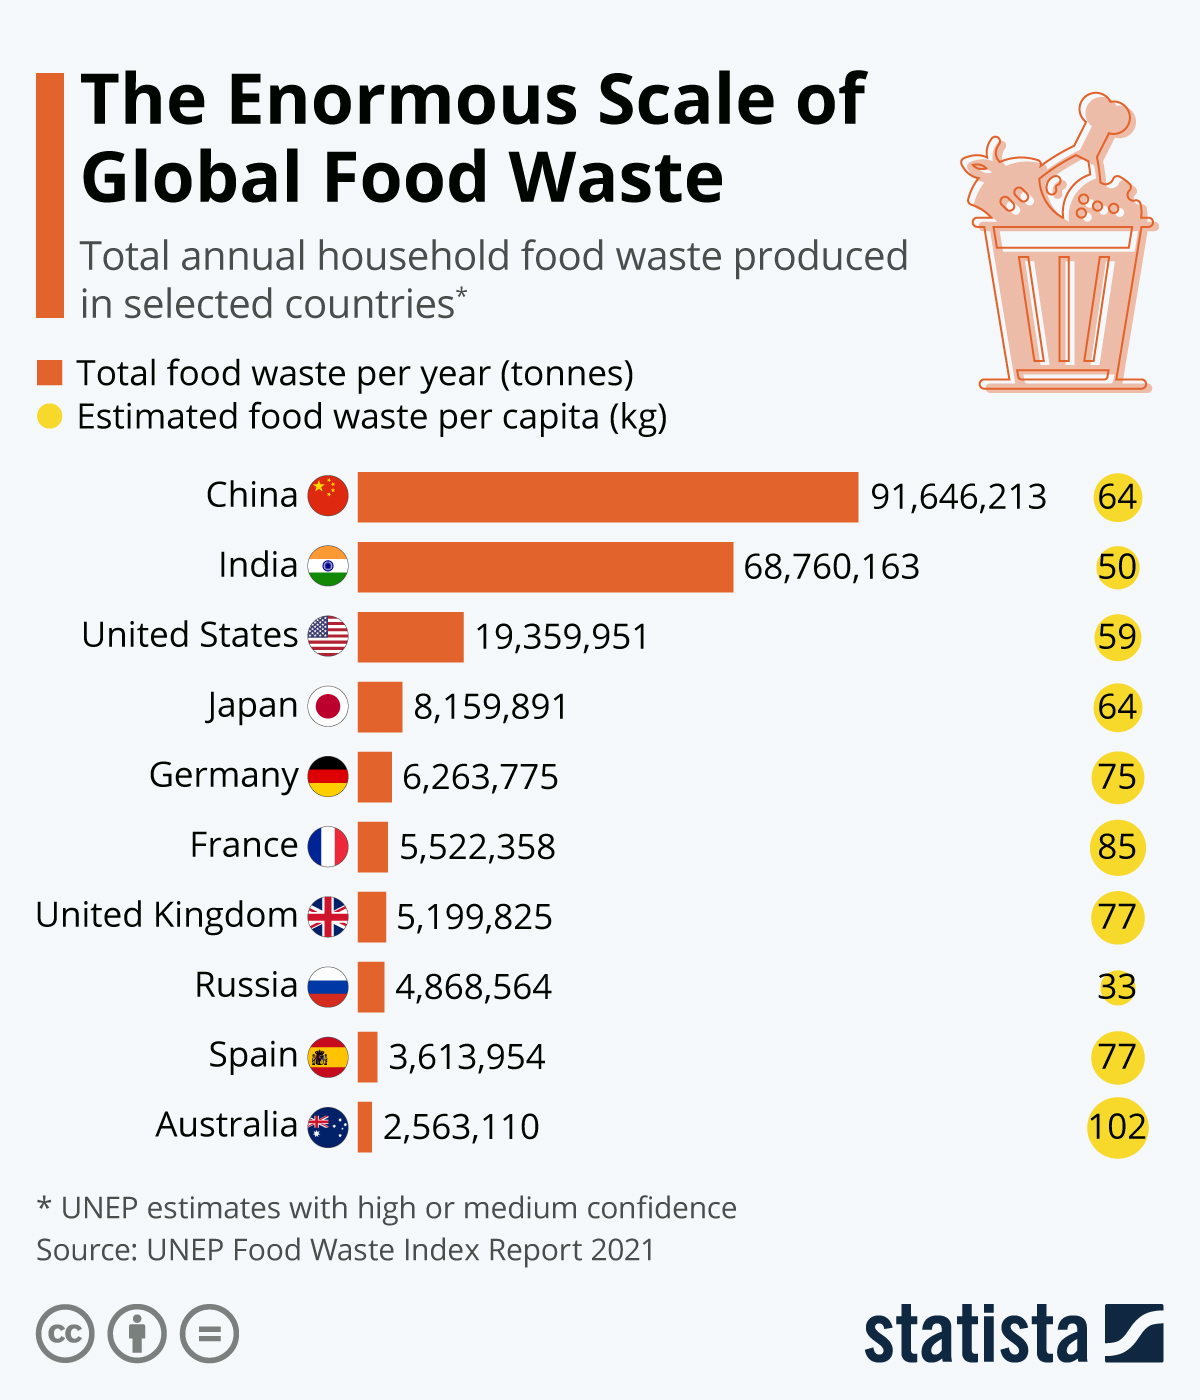 The Enormous Scale of
Global Food Waste
Total annual household food waste produced
in selected countries*
Total food waste per year (tonnes)
Estimated food waste per capita (kg)
China 91,646,213 64
India 68,760,163 50
United States 19,359,951 59
Japan 8,159,891 64
Germany 6,263,775 75
France 5,522,358 85
United Kingdom 5,199,825 77
Russia 4,868,564 33
Spain 3,613,954 77
Australia 2,563,110 102
* UNEP estimates with high or medium confidence
Source: UNEP Food Waste Index Report 2021
cc = statista